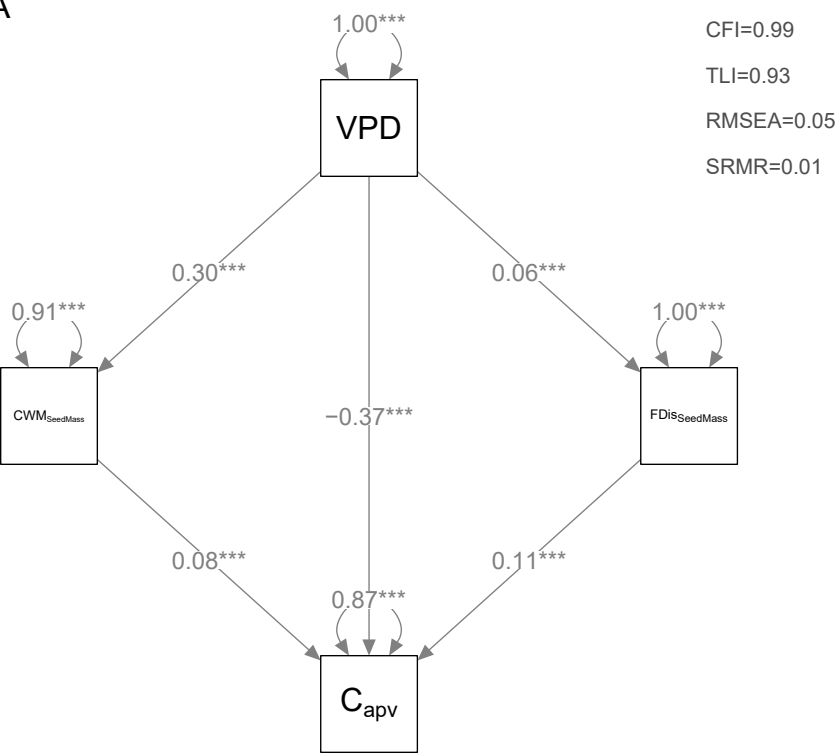 A
1.00***
CFI=0.99
TLI=0.93
RMSEA=0.05
SRMR=0.01
VPD
0.30***
0.06***
0.91***
1.00***
CWMSeedMass
−0.37***
FDisSeedMass
0.08***
0.11***
0.87***
Capv